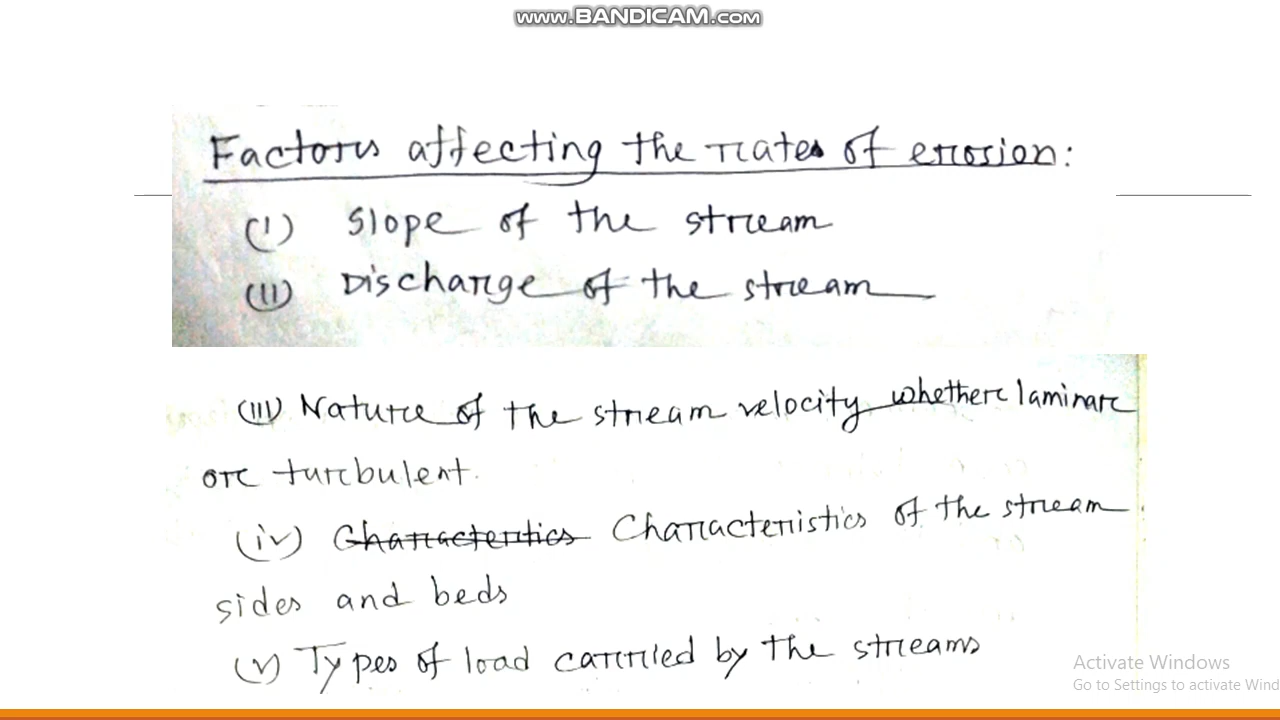 www.BANDICAM.com
Factors affecting the rates of erosion:
(I) Slope of the stream
(II) Discharge of the stream
(III) Nature of the stream velocity whether laminar
or turbulent.
(iv) Charactertics Characteristics of the stream
sides and beds
(v) Types of load carried by the streams
Activate Windows
Go to Settings to activate Wind